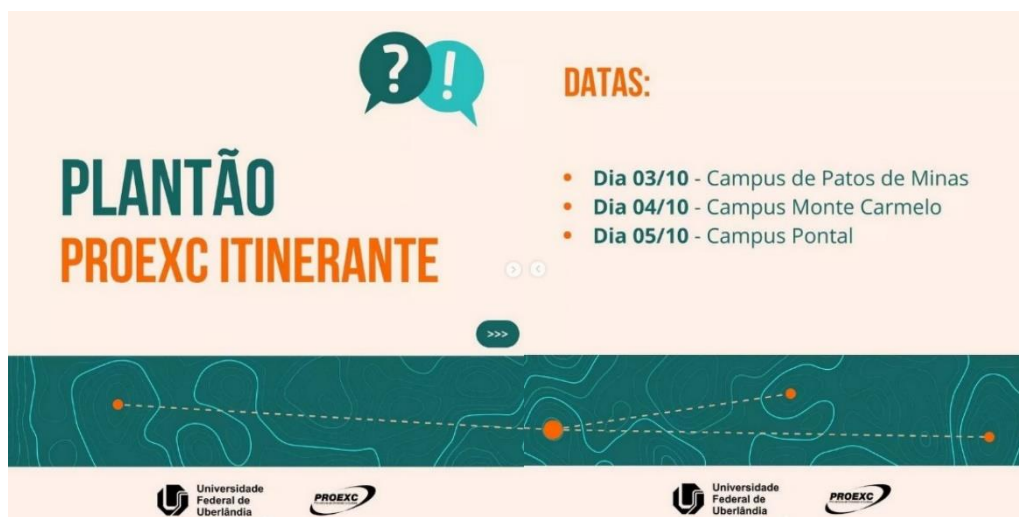 ?!
PLANTÃO
PROEXC ITINERANTE
>>>
Universidade
Federal de
Uberlândia
PROEXC
DATAS:
• Dia 03/10 - Campus de Patos de Minas
• Dia 04/10 - Campus Monte Carmelo
• Dia 05/10 - Campus Pontal
Universidade
Federal de
Uberlândia
PROEXC